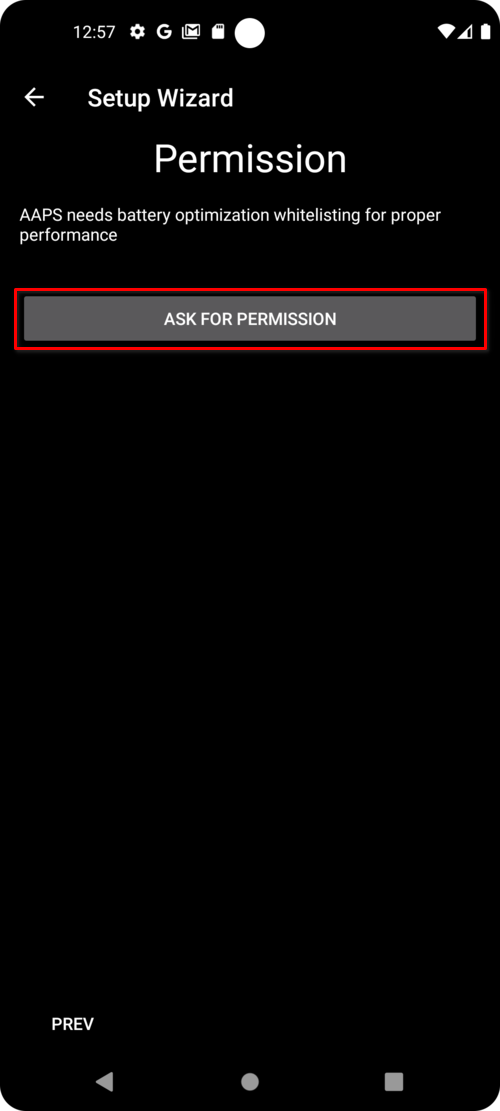 12:57
Setup Wizard
Permission
AAPS needs battery optimization whitelisting for proper
performance
ASK FOR PERMISSION
PREV